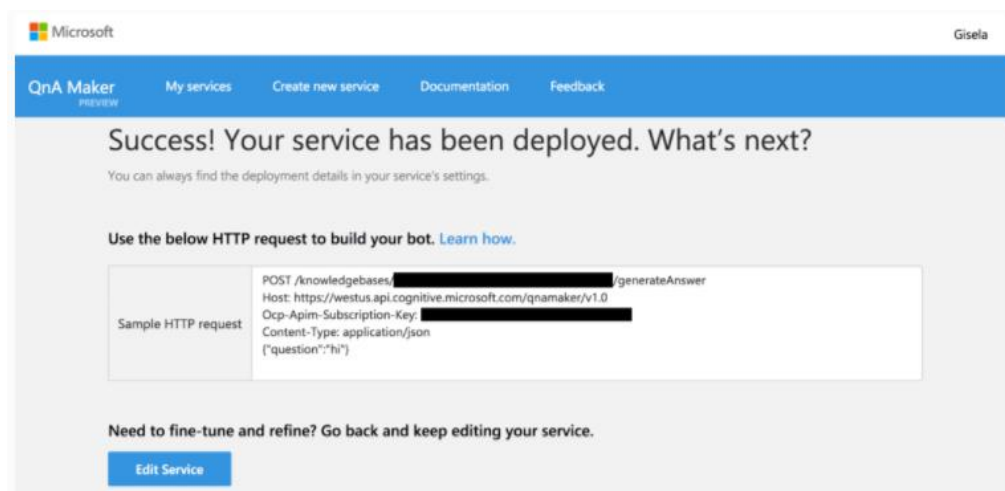 Microsoft
Gisela
QnA Maker
PREVIEW
My services
Create new service
Documentation
Feedback
Success! Your service has been deployed. What's next?
You can always find the deployment details in your service's settings.
Use the below HTTP request to build your bot. Learn how.
Sample HTTP request
POST /knowledgebases/ /generateAnswer
Host: https://westus.api.cognitive.microsoft.com/qnamaker/v1.0
Ocp-Apim-Subscription-Key:
Content-Type: application/json
{"question":"hi"}
Need to fine-tune and refine? Go back and keep editing your service.
Edit Service